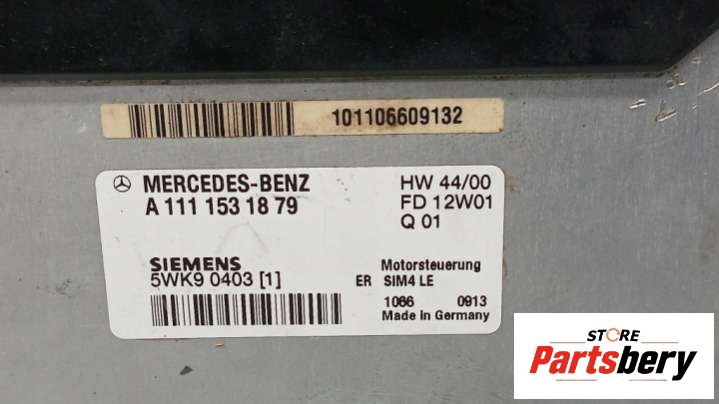 101106609132
MERCEDES-BENZ
HW 44/00
A 111 153 18 79
FD 12W01
Q 01
SIEMENS
Motorsteuerung
5WK9 0403 [1]
ER SIM4 LE
1066 0913
Made in Germany
STORE
Partsbery